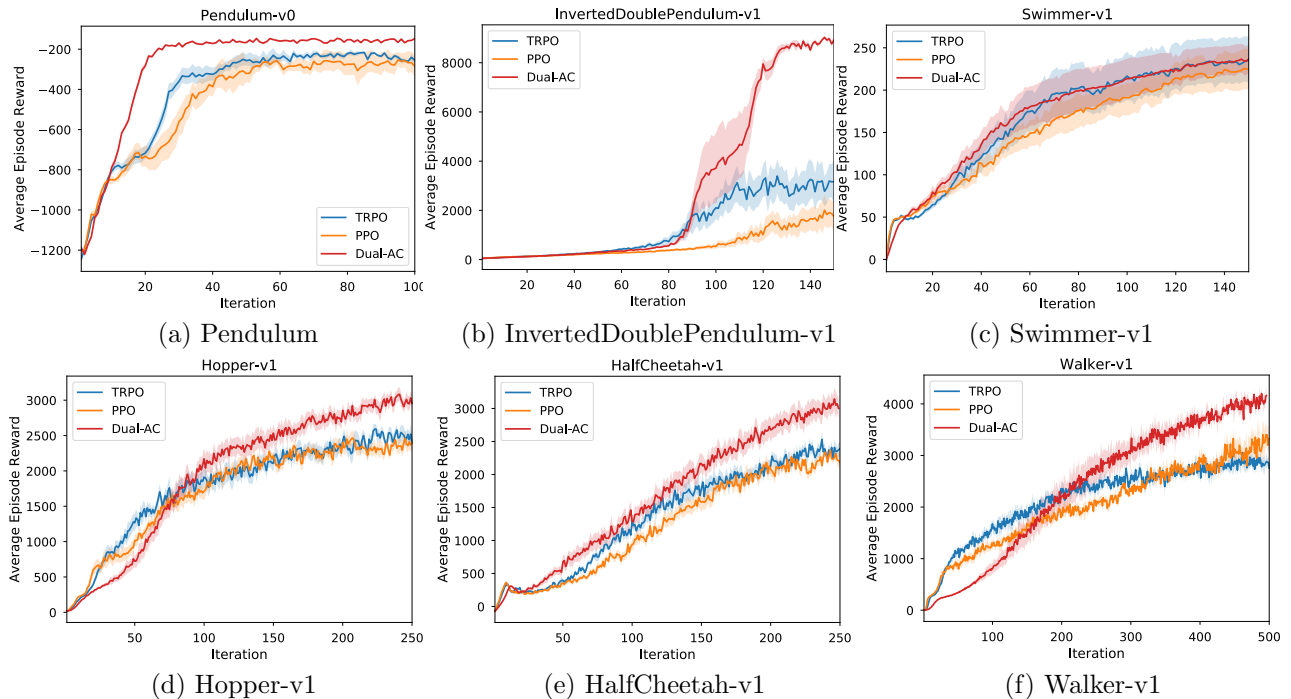 Pendulum-v0
Average Episode Reward
−200
−400
−600
−800
−1000
−1200
20
40
60
80
100
Iteration
TRPO
PPO
Dual-AC
(a) Pendulum
InvertedDoublePendulum-v1
Average Episode Reward
8000
6000
4000
2000
0
20
40
60
80
100
120
140
Iteration
TRPO
PPO
Dual-AC
(b) InvertedDoublePendulum-v1
Swimmer-v1
Average Episode Reward
250
200
150
100
50
0
20
40
60
80
100
120
140
Iteration
TRPO
PPO
Dual-AC
(c) Swimmer-v1
Hopper-v1
Average Episode Reward
3000
2500
2000
1500
1000
500
0
50
100
150
200
250
Iteration
TRPO
PPO
Dual-AC
(d) Hopper-v1
HalfCheetah-v1
Average Episode Reward
3000
2500
2000
1500
1000
500
0
50
100
150
200
250
Iteration
TRPO
PPO
Dual-AC
(e) HalfCheetah-v1
Walker-v1
Average Episode Reward
4000
3000
2000
1000
0
100
200
300
400
500
Iteration
TRPO
PPO
Dual-AC
(f) Walker-v1